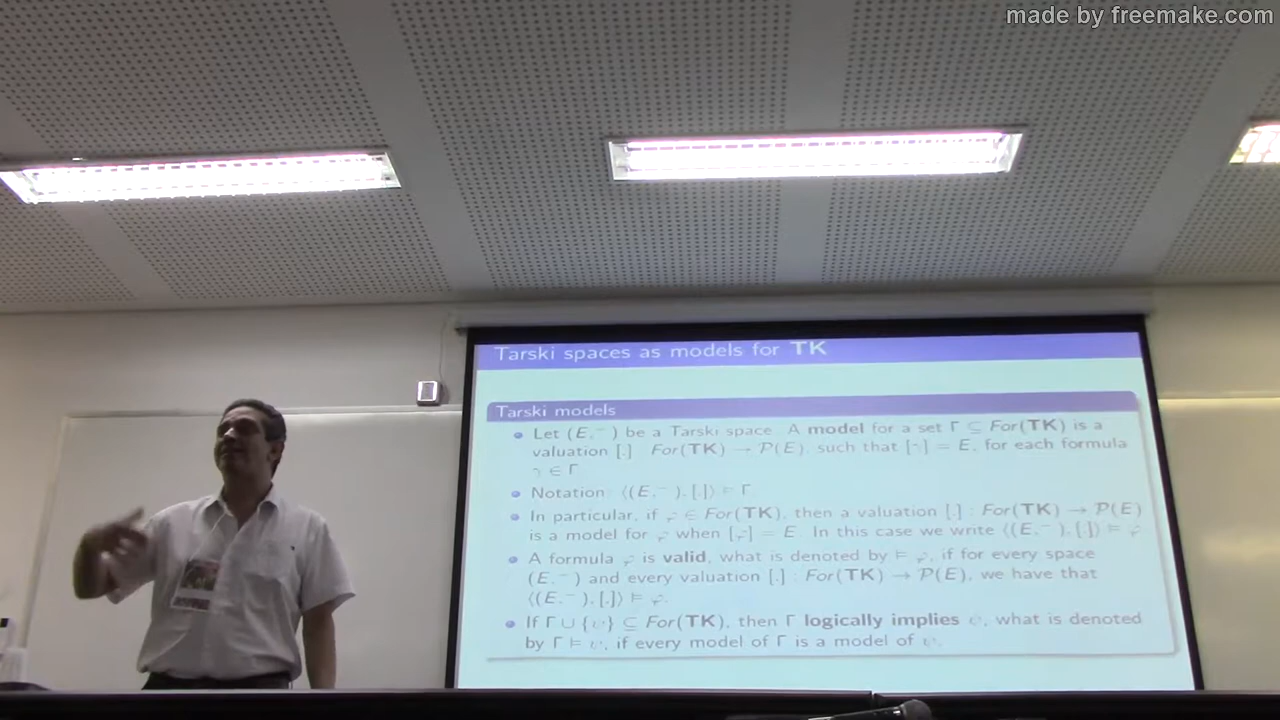 made by freemake.com
Tarski spaces as models for TK
Tarski models
Let (E,⁻) be a Tarski space. A model for a set Γ ⊆ For(TK) is a
valuation [.] : For(TK) → P(E), such that [γ] = E, for each formula
γ ∈ Γ.
Notation: ⟨(E,⁻), [.]⟩ ⊨ Γ.
In particular, if φ ∈ For(TK), then a valuation [.] : For(TK) → P(E)
is a model for φ when [φ] = E. In this case we write ⟨(E,⁻), [.]⟩ ⊨ φ
A formula φ is valid, what is denoted by ⊨ φ, if for every space
(E,⁻) and every valuation [.] : For(TK) → P(E), we have that
⟨(E,⁻), [.]⟩ ⊨ φ.
If Γ ∪ {ψ} ⊆ For(TK), then Γ logically implies ψ, what is denoted
by Γ ⊨ ψ, if every model of Γ is a model of ψ.